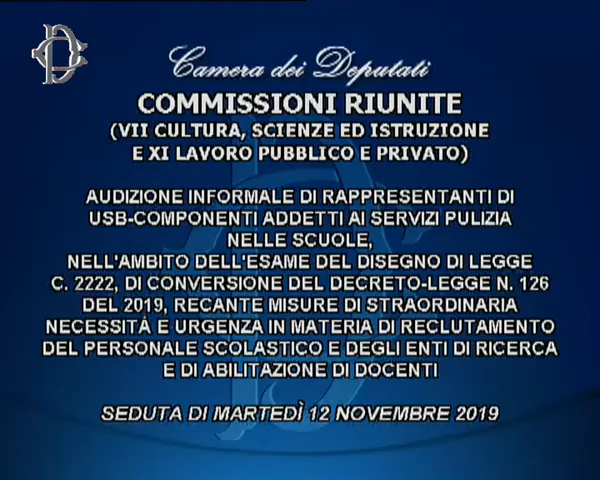 Camera dei Deputati
COMMISSIONI RIUNITE
(VII CULTURA, SCIENZE ED ISTRUZIONE
E XI LAVORO PUBBLICO E PRIVATO)
AUDIZIONE INFORMALE DI RAPPRESENTANTI DI
USB-COMPONENTI ADDETTI AI SERVIZI PULIZIA
NELLE SCUOLE,
NELL'AMBITO DELL'ESAME DEL DISEGNO DI LEGGE
C. 2222, DI CONVERSIONE DEL DECRETO-LEGGE N. 126
DEL 2019, RECANTE MISURE DI STRAORDINARIA
NECESSITÀ E URGENZA IN MATERIA DI RECLUTAMENTO
DEL PERSONALE SCOLASTICO E DEGLI ENTI DI RICERCA
E DI ABILITAZIONE DI DOCENTI
SEDUTA DI MARTEDÌ 12 NOVEMBRE 2019